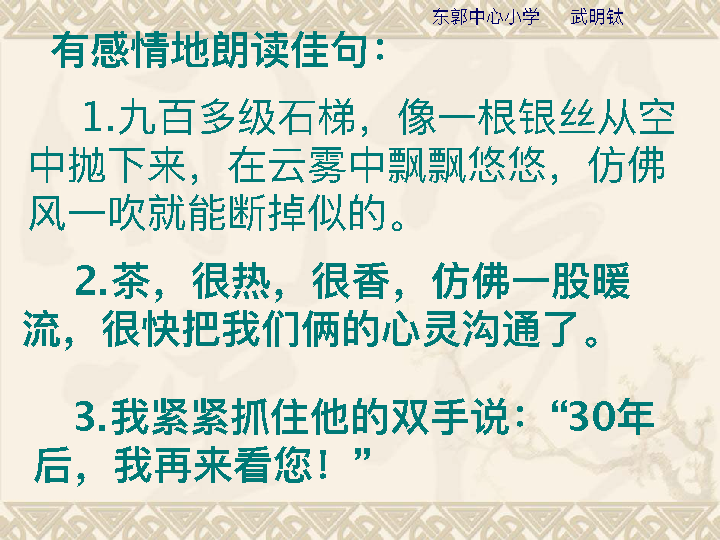 东郭中心小学 武明钛
有感情地朗读佳句：
1.九百多级石梯，像一根银丝从空
中抛下来，在云雾中飘飘悠悠，仿佛
风一吹就能断掉似的。
2.茶，很热，很香，仿佛一股暖
流，很快把我们俩的心灵沟通了。
3.我紧紧抓住他的双手说：“30年
后，我再来看您！”